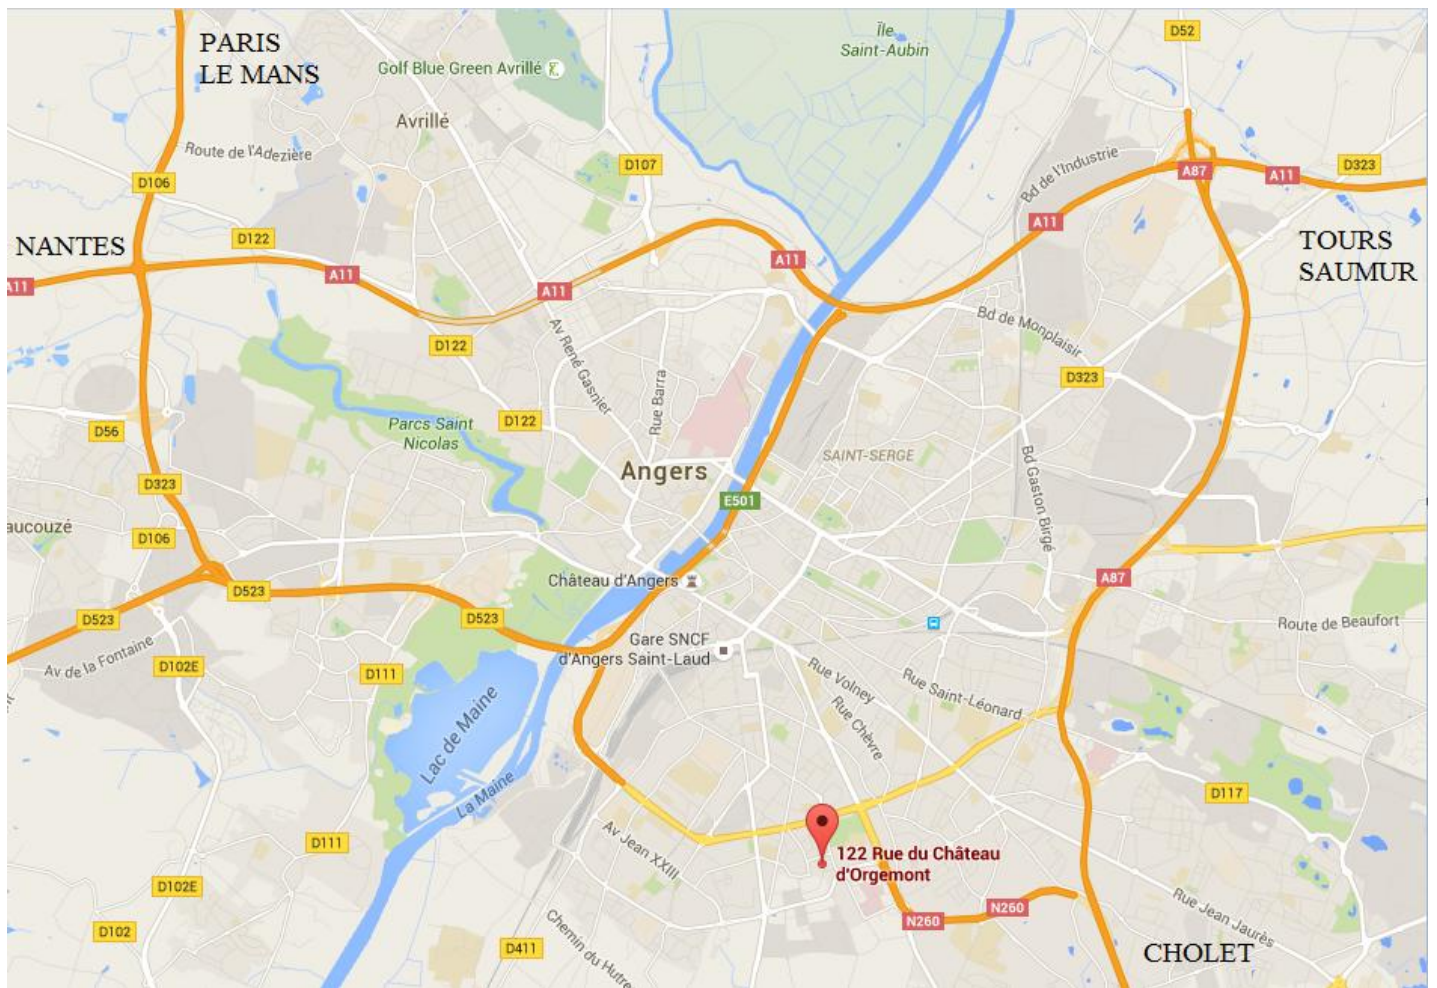 PARIS
LE MANS
Île
Saint-Aubin
D52
Golf Blue Green Avrillé
Avrillé
Route de l'Adezière
D107
Bd de l'Industrie
D323
A87
A11
D106
A11
NANTES
D122
TOURS
SAUMUR
A11
A11
A11
A11
Av René Gasnier
Bd de Monplaisir
D122
D323
Rue Barra
Parcs Saint
Nicolas
D122
D56
SAINT-SERGE
Angers
Bd Gaston Birgé
D323
E501
aucouzé
D106
Château d'Angers
A87
D523
D523
D523
Route de Beaufort
Gare SNCF
d'Angers Saint-Laud
Av de la Fontaine
D102E
D111
Rue Volney
Rue Saint-Léonard
Rue Chèvre
Lac de Maine
La Maine
D117
D111
Av Jean XXIII
122 Rue du Château
d'Orgemont
D102E
N260
N260
Rue Jean Jaurès
D102
D411
Chemin du Hutre
CHOLET